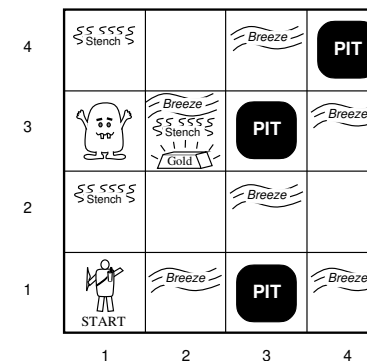 4
Stench
Breeze
PIT
3
Breeze
Stench
Gold
PIT
Breeze
2
Stench
Breeze
1
START
Breeze
PIT
Breeze
1 2 3 4